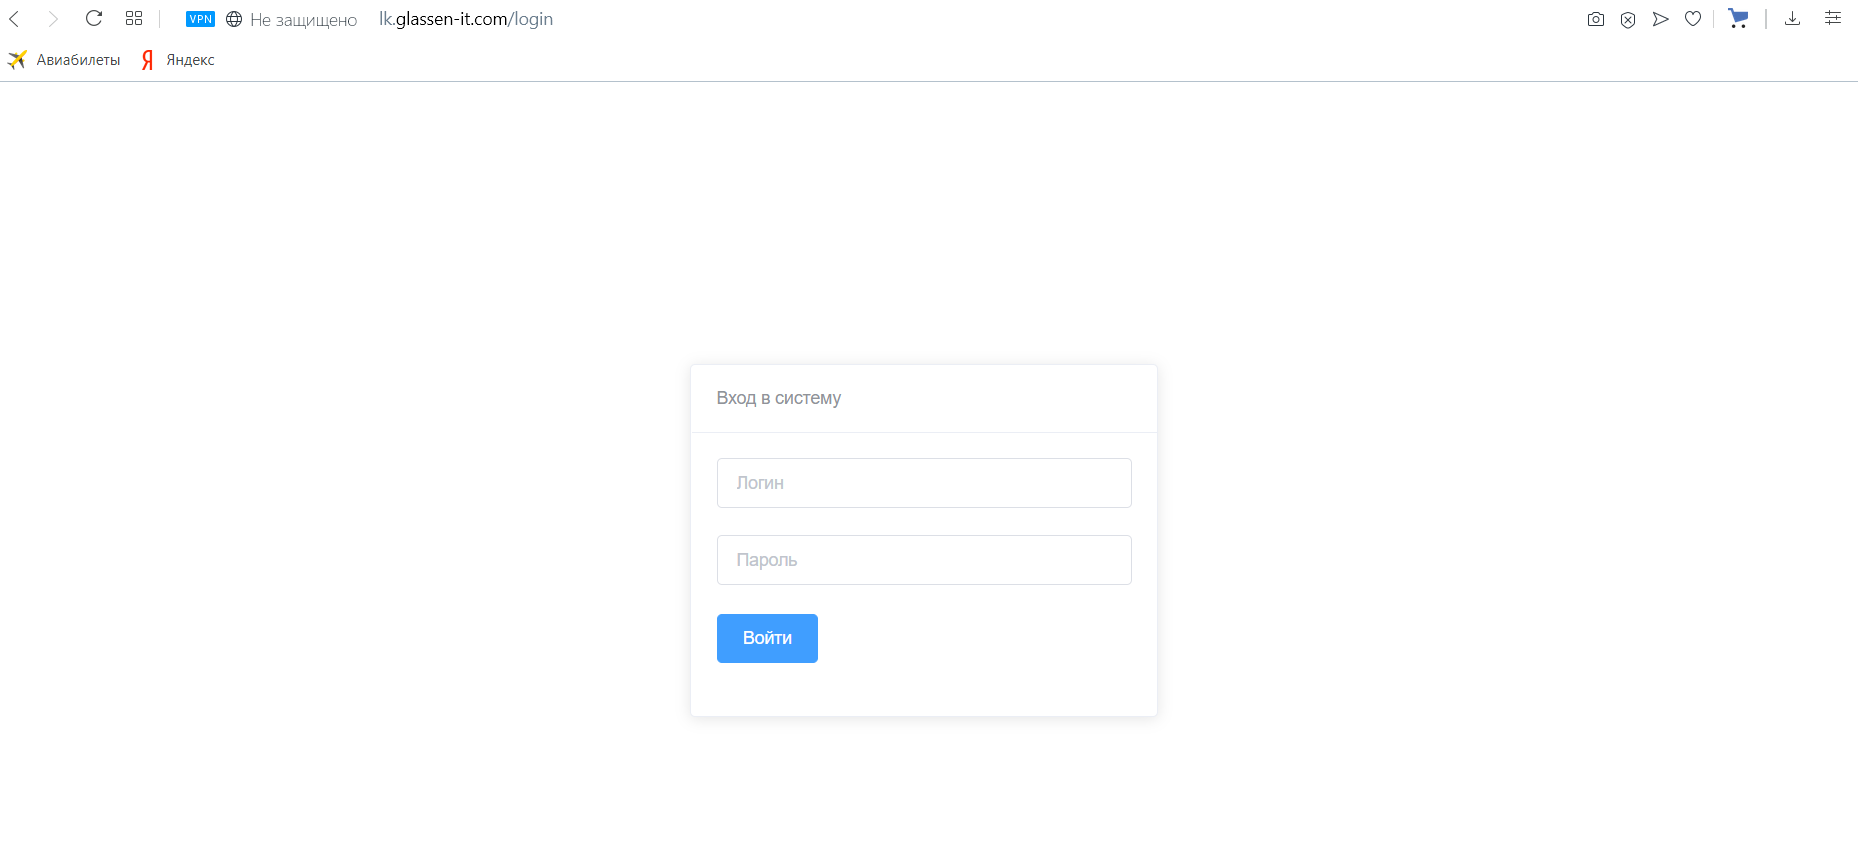 VPN Не защищено lk.glassen-it.com/login
Авиабилеты Я Яндекс
Вход в систему
Логин
Пароль
Войти